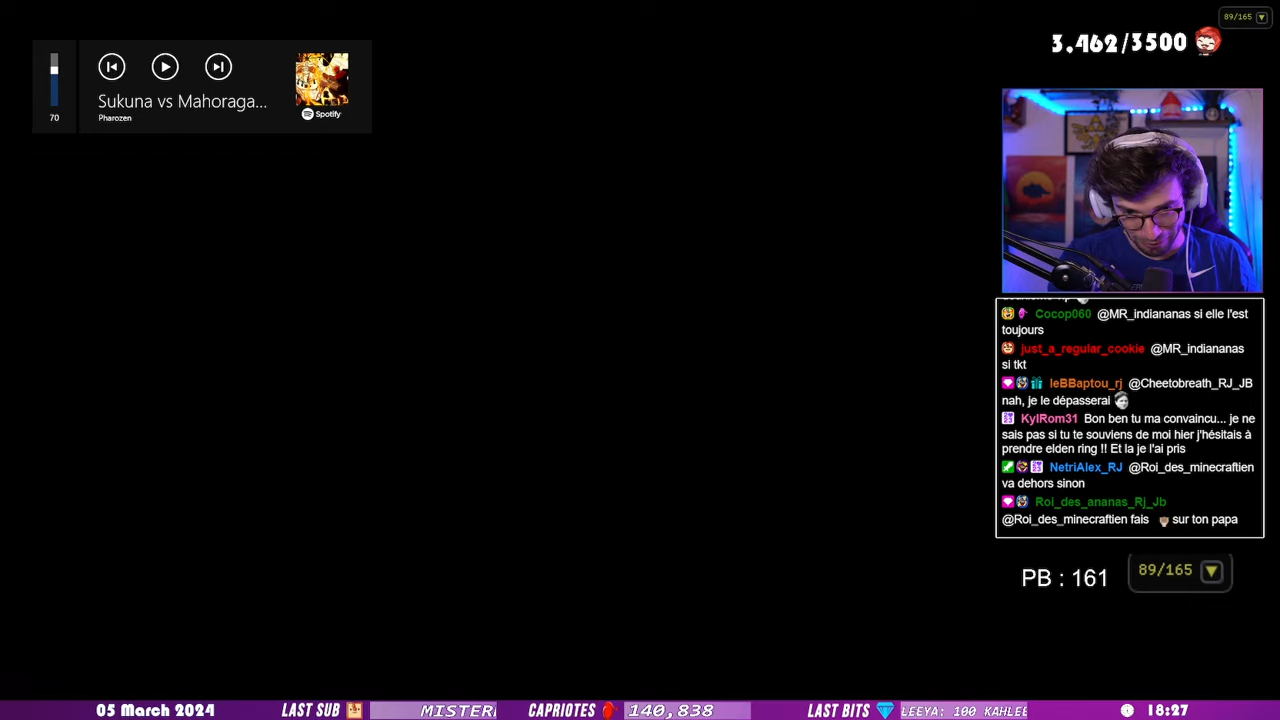 89/165
3,462/3500
70
Sukuna vs Mahoraga...
Pharozen
Spotify
Cocop060 @MR_indiananas si elle l'est
toujours
just_a_regular_cookie @MR_indiananas
si tkt
leBBaptou_rj @Cheetobreath_RJ_JB
nah, je le dépasserai
KylRom31 Bon ben tu ma convaincu... je ne
sais pas si tu te souviens de moi hier j'hésitais à
prendre elden ring !! Et la je l'ai pris
NetriAlex_RJ @Roi_des_minecraftien
va dehors sinon
Roi_des_ananas_Rj_Jb
@Roi_des_minecraftien fais sur ton papa
PB : 161
89/165
05 March 2024 LAST SUB MISTER CAPRIOTES 140,838 LAST BITS LEEYA: 100 KAHLEE 18:27